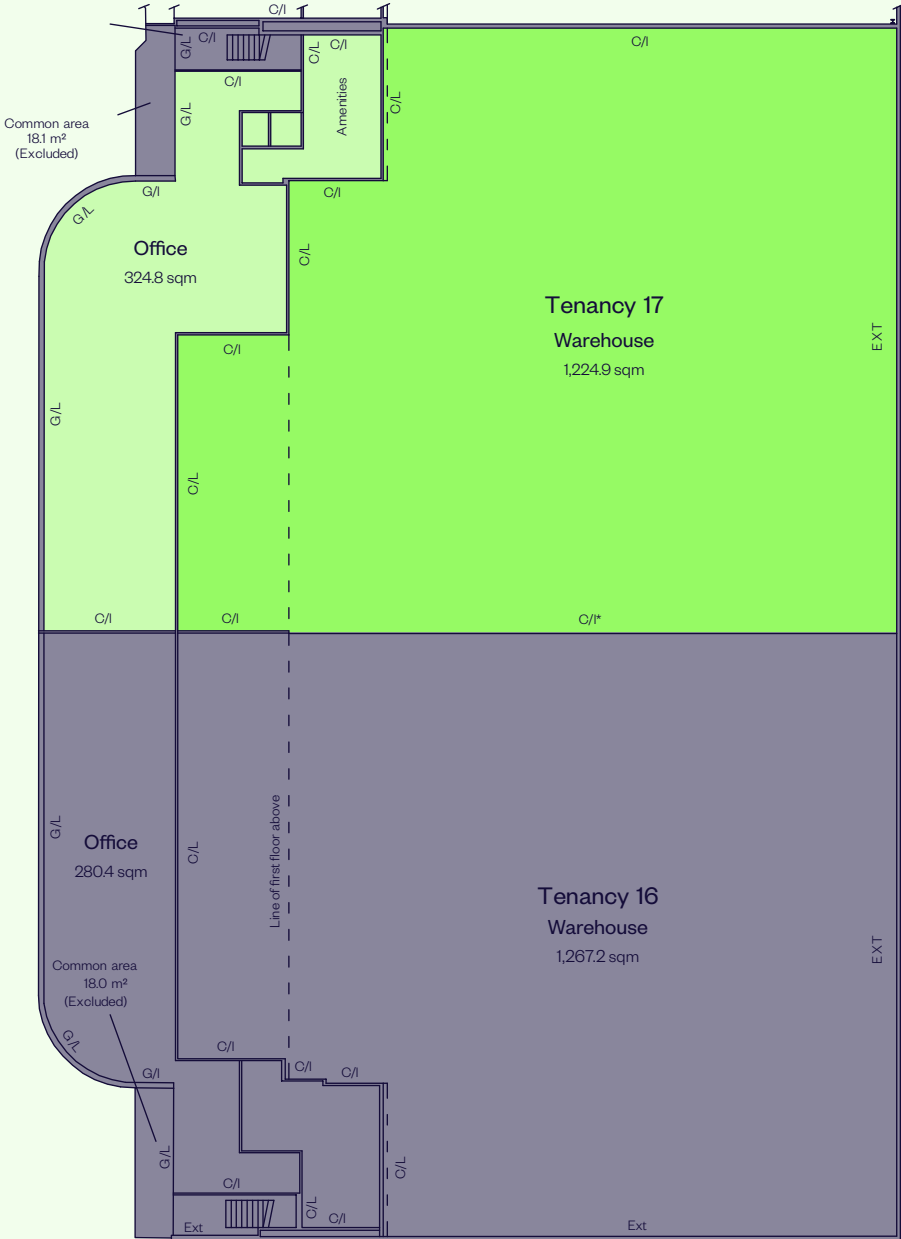 C/I
G/L
C/I
C/L
C/I
C/I
C/I
Amenities
C/L
G/L
Common area
18.1 m²
(Excluded)
G/I
C/I
G/L
Office
324.8 sqm
C/L
Tenancy 17
Warehouse
1,224.9 sqm
EXT
C/I
G/L
C/L
C/I
C/I
C/I*
G/L
Office
280.4 sqm
C/L
Line of first floor above
Tenancy 16
Warehouse
1,267.2 sqm
EXT
Common area
18.0 m²
(Excluded)
G/L
C/I
C/I
C/I
G/I
G/L
C/L
C/I
C/L
C/I
Ext
Ext